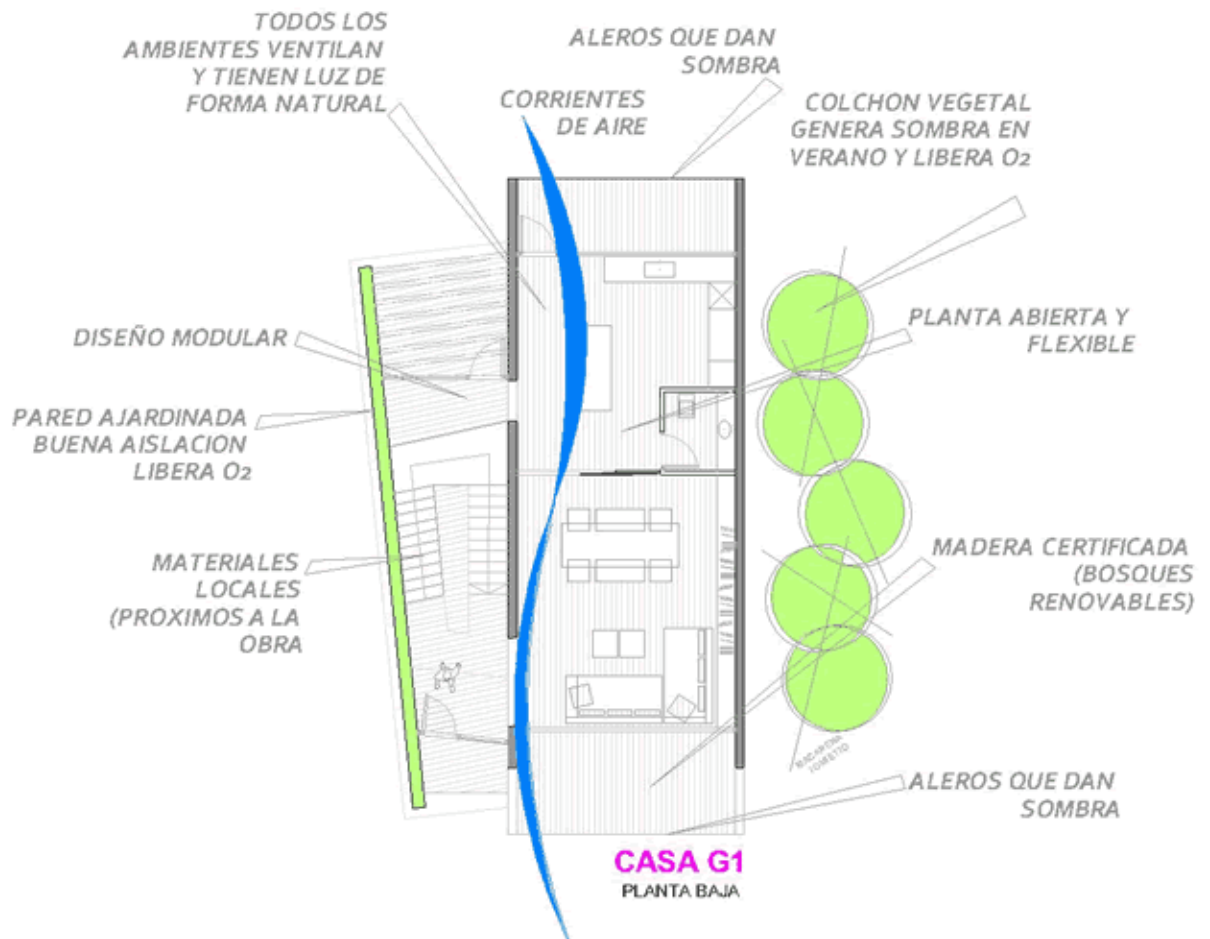 TODOS LOS
AMBIENTES VENTILAN
Y TIENEN LUZ DE
FORMA NATURAL
ALEROS QUE DAN
SOMBRA
CORRIENTES
DE AIRE
COLCHON VEGETAL
GENERA SOMBRA EN
VERANO Y LIBERA O2
DISEÑO MODULAR
PLANTA ABIERTA Y
FLEXIBLE
PARED AJARDINADA
BUENA AISLACION
LIBERA O2
MATERIALES
LOCALES
(PROXIMOS A LA
OBRA
MADERA CERTIFICADA
(BOSQUES
RENOVABLES)
ALEROS QUE DAN
SOMBRA
CASA G1
PLANTA BAJA